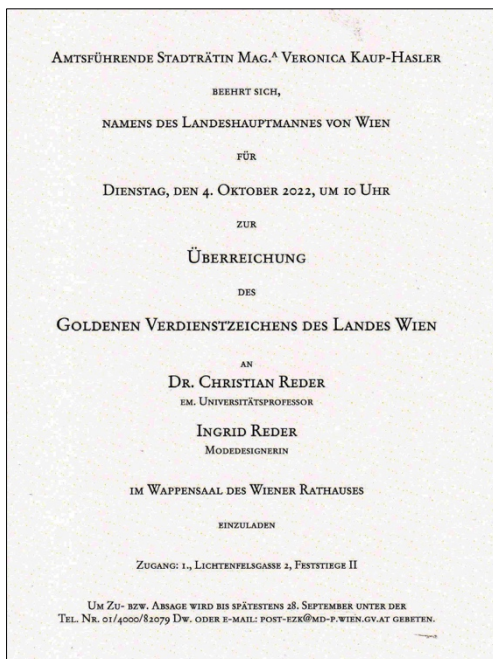 Amtsführende Stadträtin Mag.ᴬ Veronica Kaup-Hasler
beehrt sich,
namens des Landeshauptmannes von Wien
für
Dienstag, den 4. Oktober 2022, um 10 Uhr
zur
Überreichung
des
Goldenen Verdienstzeichens des Landes Wien
an
Dr. Christian Reder
em. Universitätsprofessor
Ingrid Reder
Modedesignerin
im Wappensaal des Wiener Rathauses
einzuladen
Zugang: 1., Lichtenfelsgasse 2, Feststiege II
Um Zu- bzw. Absage wird bis spätestens 28. September unter der
Tel. Nr. 01/4000/82079 Dw. oder e-mail: post-ezk@md-p.wien.gv.at gebeten.